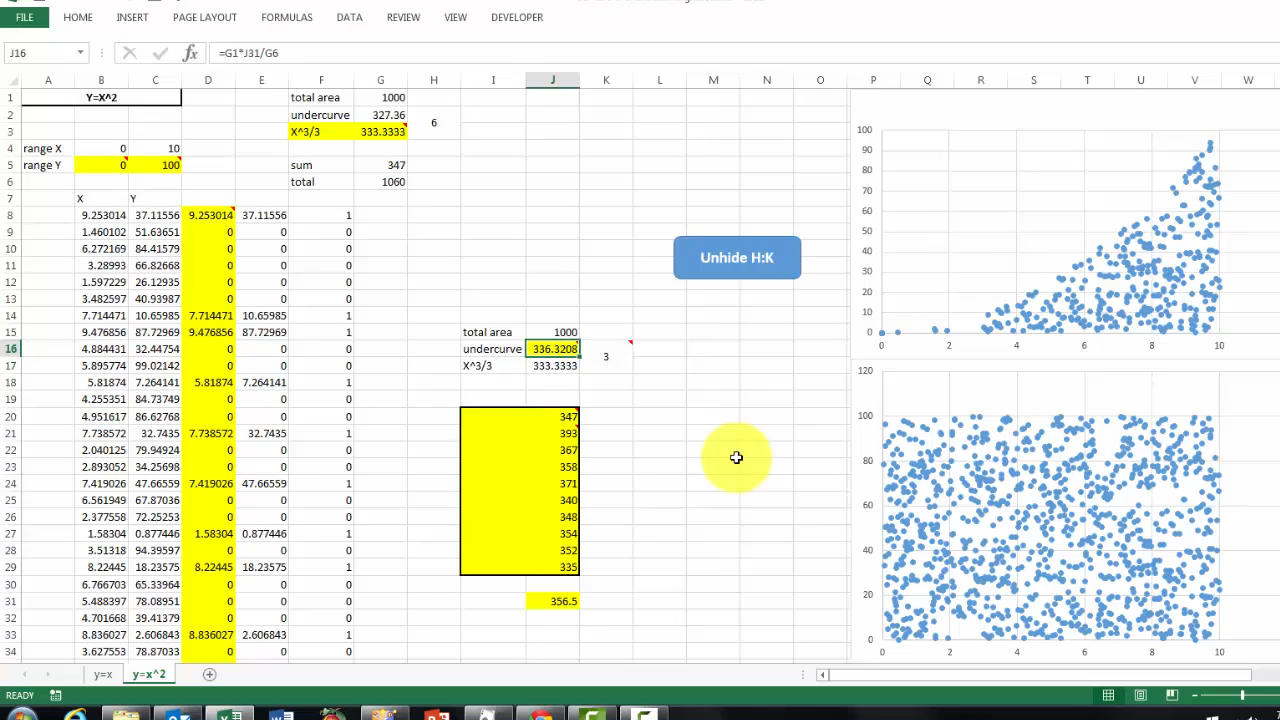 FILE HOME INSERT PAGE LAYOUT FORMULAS DATA REVIEW VIEW DEVELOPER
J16 fx =G1*J31/G6
A B C D E F G H I J K L M N O P Q R S T U V W
1 Y=X^2 total area 1000
2 undercurve 327.36
6
3 X^3/3 333.3333
4 range X 0 10
5 range Y 0 100 sum 347
6 total 1060
7 X Y
8 9.253014 37.11556 9.253014 37.11556 1
9 1.460102 51.63651 0 0 0
10 6.272169 84.41579 0 0 0
11 3.28993 66.82668 0 0 0
12 1.597229 26.12935 0 0 0
13 3.482597 40.93987 0 0 0
14 7.714442 10.65985 7.714442 10.65985 1
15 9.476856 87.72969 9.476856 87.72969 1 total area 1000
16 4.884431 32.44754 0 0 0 undercurve 336.3208
3
17 5.895774 99.02142 0 0 0 X^3/3 333.3333
18 5.81874 7.264141 5.81874 7.264141 1
19 4.255351 84.73749 0 0 0
20 4.951617 86.62768 0 0 0 347
21 7.738572 32.7435 7.738572 32.7435 1 393
22 2.040125 79.94924 0 0 0 367
23 2.893052 34.25698 0 0 0 358
24 7.419026 47.66559 7.419026 47.66559 1 371
25 6.561949 67.87036 0 0 0 340
26 2.377558 72.25253 0 0 0 348
27 1.58304 0.877446 1.58304 0.877446 1 354
28 3.51318 94.39597 0 0 0 352
29 8.22445 18.23575 8.22445 18.23575 1 335
30 6.766703 65.33964 0 0 0
31 5.488397 78.08951 0 0 0 356.5
32 4.701668 39.41379 0 0 0
33 8.836027 2.606843 8.836027 2.606843 1
34 3.627553 78.87033 0 0 0
Unhide H:K
100
90
80
70
60
50
40
30
20
10
0
0 2 4 6 8 10
120
100
80
60
40
20
0
0 2 4 6 8 10
y=x y=x^2
READY